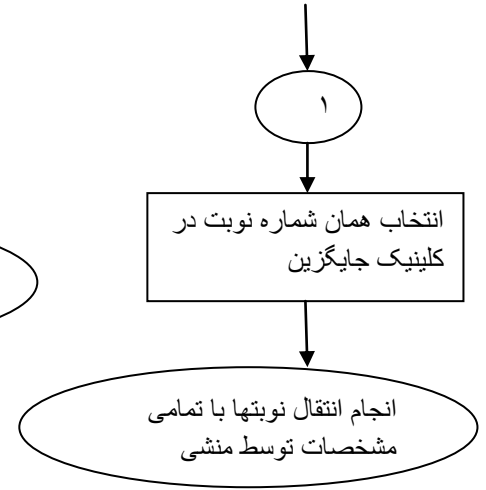 ۱
انتخاب همان شماره نوبت در
کلینیک جایگزین
انجام انتقال نوبتها با تمامی
مشخصات توسط منشی